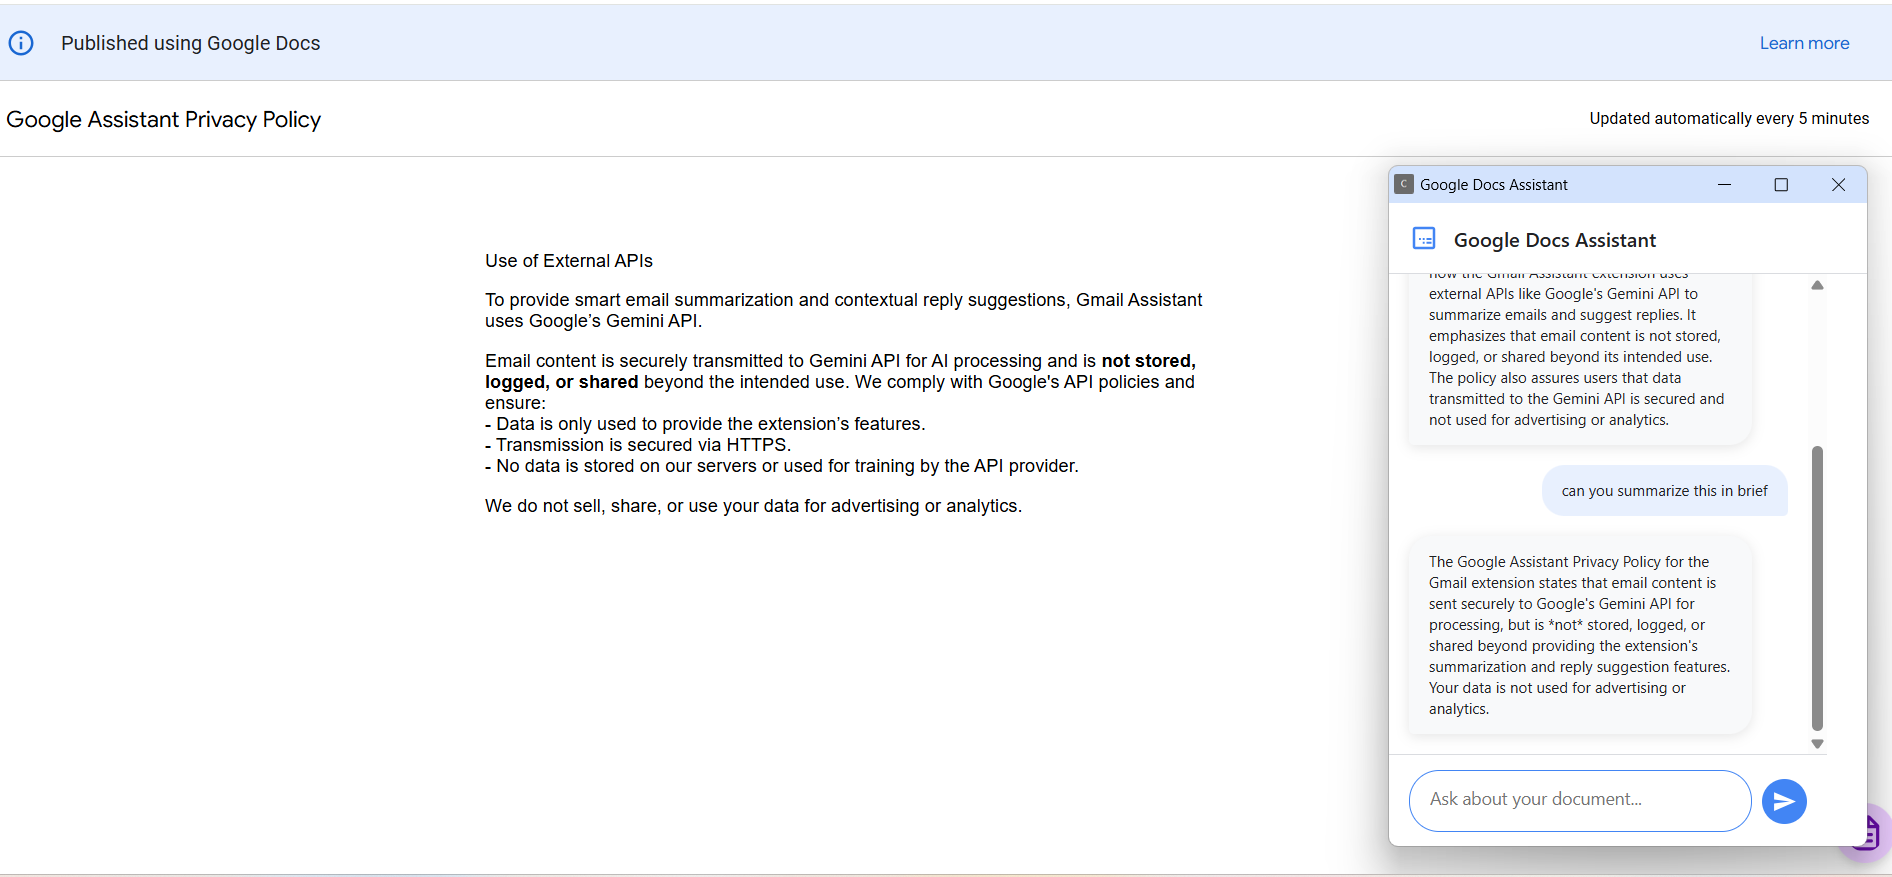 Published using Google Docs
Learn more
Google Assistant Privacy Policy
Updated automatically every 5 minutes
Use of External APIs
To provide smart email summarization and contextual reply suggestions, Gmail Assistant
uses Google’s Gemini API.
Email content is securely transmitted to Gemini API for AI processing and is not stored,
logged, or shared beyond the intended use. We comply with Google's API policies and
ensure:
- Data is only used to provide the extension’s features.
- Transmission is secured via HTTPS.
- No data is stored on our servers or used for training by the API provider.
We do not sell, share, or use your data for advertising or analytics.
C
Google Docs Assistant
Google Docs Assistant
how the Gmail Assistant extension uses
external APIs like Google's Gemini API to
summarize emails and suggest replies. It
emphasizes that email content is not stored,
logged, or shared beyond its intended use.
The policy also assures users that data
transmitted to the Gemini API is secured and
not used for advertising or analytics.
can you summarize this in brief
The Google Assistant Privacy Policy for the
Gmail extension states that email content is
sent securely to Google's Gemini API for
processing, but is *not* stored, logged, or
shared beyond providing the extension's
summarization and reply suggestion features.
Your data is not used for advertising or
analytics.
Ask about your document...